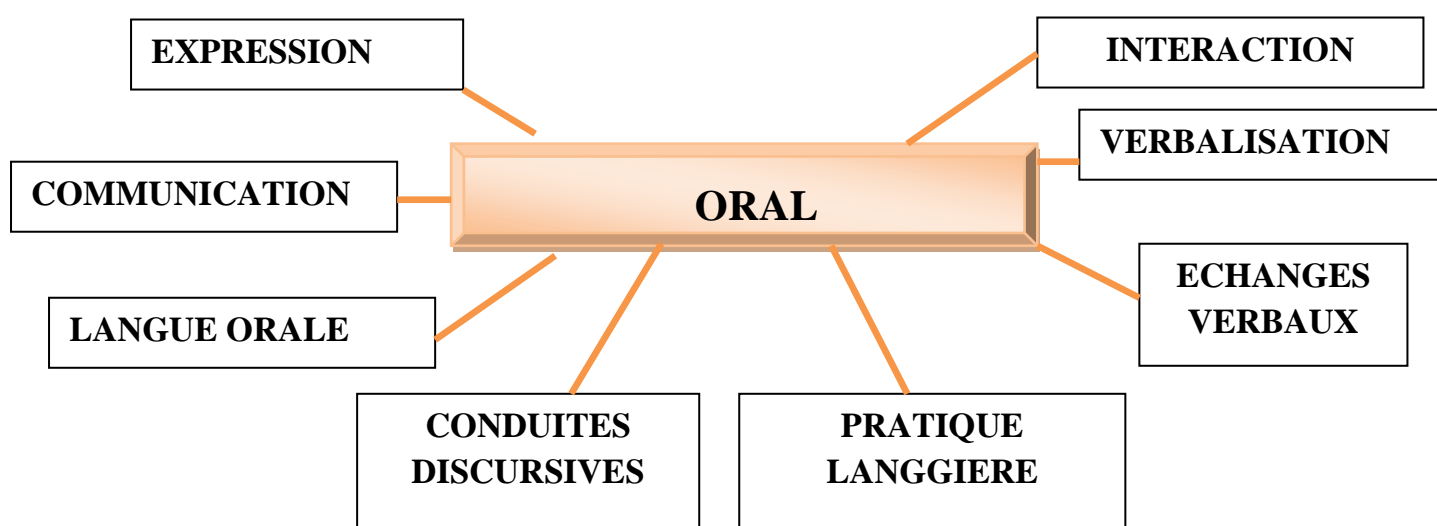 EXPRESSION
INTERACTION
VERBALISATION
COMMUNICATION
ORAL
ECHANGES
VERBAUX
LANGUE ORALE
CONDUITES
DISCURSIVES
PRATIQUE
LANGGIERE